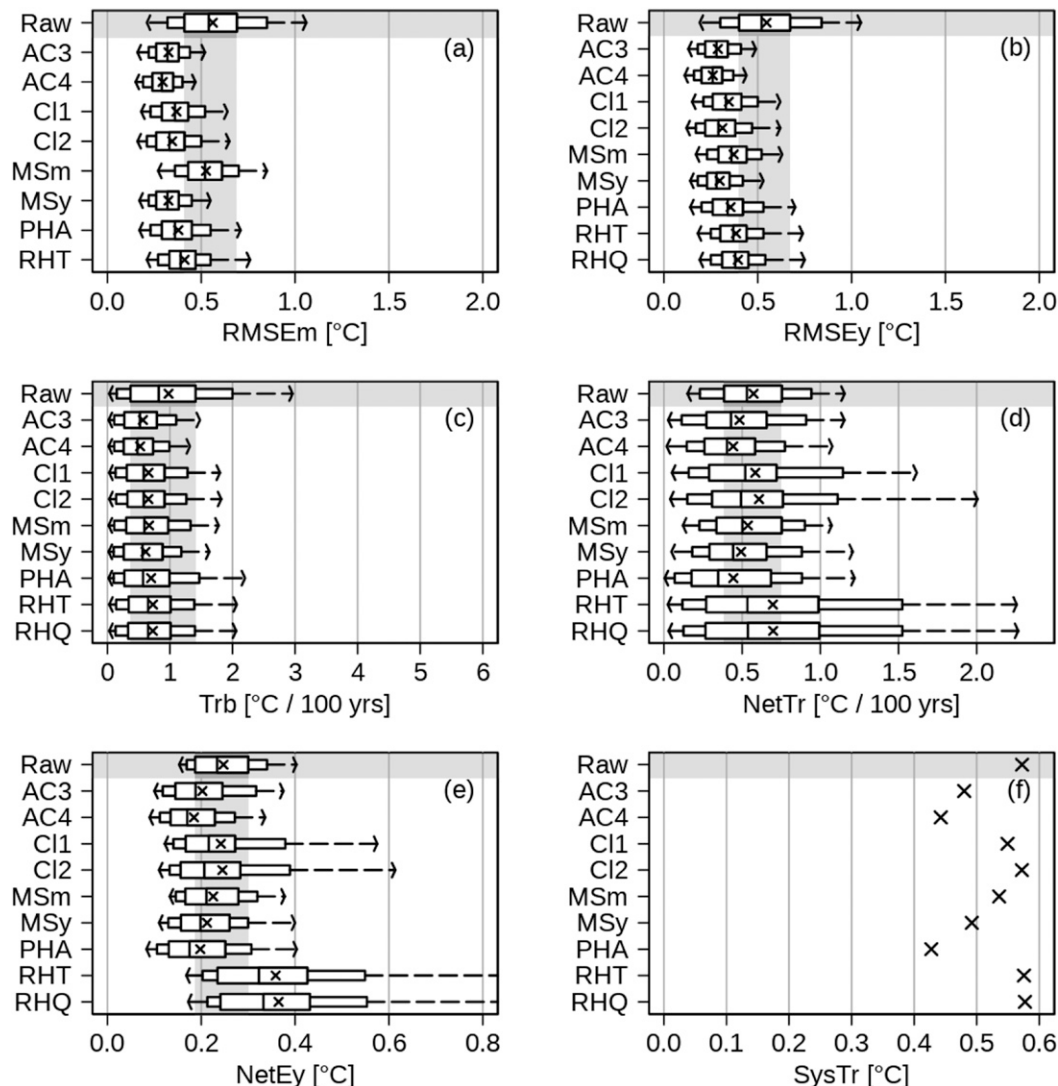 Raw
AC3
AC4
Cl1
Cl2
MSm
MSy
PHA
RHT
(a)
0.0 0.5 1.0 1.5 2.0
RMSEm [°C]
Raw
AC3
AC4
Cl1
Cl2
MSm
MSy
PHA
RHT
RHQ
(b)
0.0 0.5 1.0 1.5 2.0
RMSEy [°C]
Raw
AC3
AC4
Cl1
Cl2
MSm
MSy
PHA
RHT
RHQ
(c)
0 1 2 3 4 5 6
Trb [°C / 100 yrs]
Raw
AC3
AC4
Cl1
Cl2
MSm
MSy
PHA
RHT
RHQ
(d)
0.0 0.5 1.0 1.5 2.0
NetTr [°C / 100 yrs]
Raw
AC3
AC4
Cl1
Cl2
MSm
MSy
PHA
RHT
RHQ
(e)
0.0 0.2 0.4 0.6 0.8
NetEy [°C]
Raw
AC3
AC4
Cl1
Cl2
MSm
MSy
PHA
RHT
RHQ
(f)
0.0 0.1 0.2 0.3 0.4 0.5 0.6
SysTr [°C]